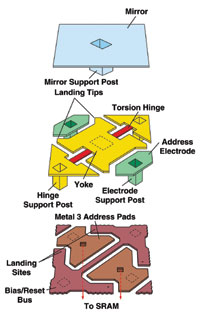 Mirror
Mirror Support Post
Landing Tips
Torsion Hinge
Address
Electrode
Hinge
Support Post
Yoke
Electrode
Support Post
Metal 3 Address Pads
Landing
Sites
Bias/Reset
Bus
To SRAM